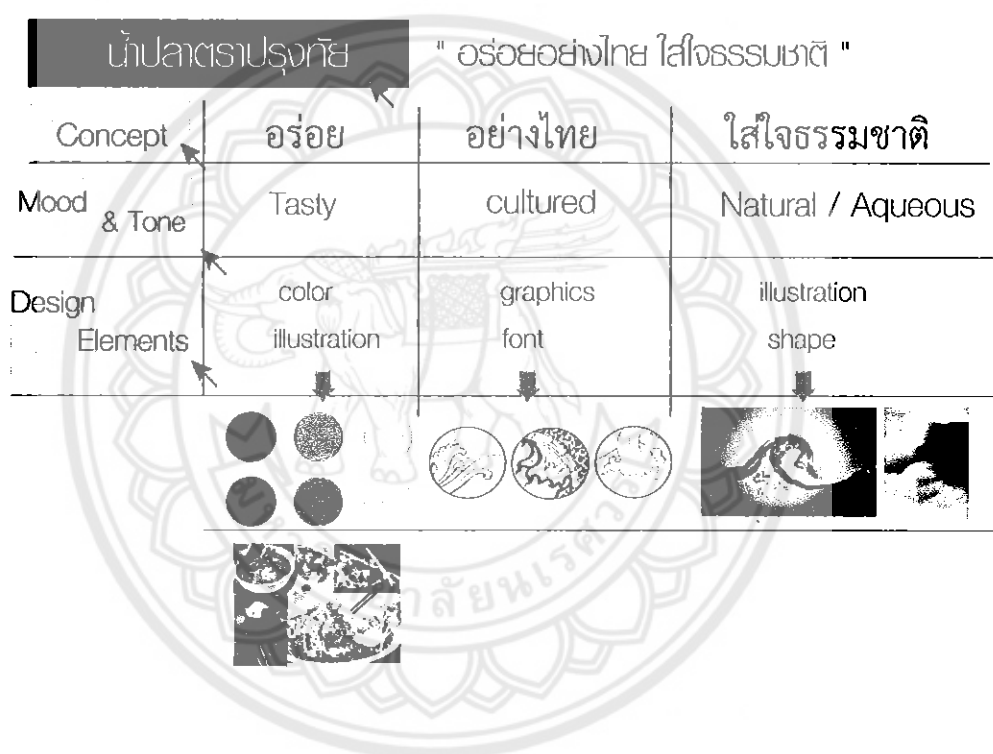 น้ำปลาตราปรุงทัย
" อร่อยอย่างไทย ใส่ใจธรรมชาติ "
Concept อร่อย อย่างไทย ใส่ใจธรรมชาติ
Mood & Tone Tasty cultured Natural / Aqueous
Design Elements
color graphics illustration
illustration font shape